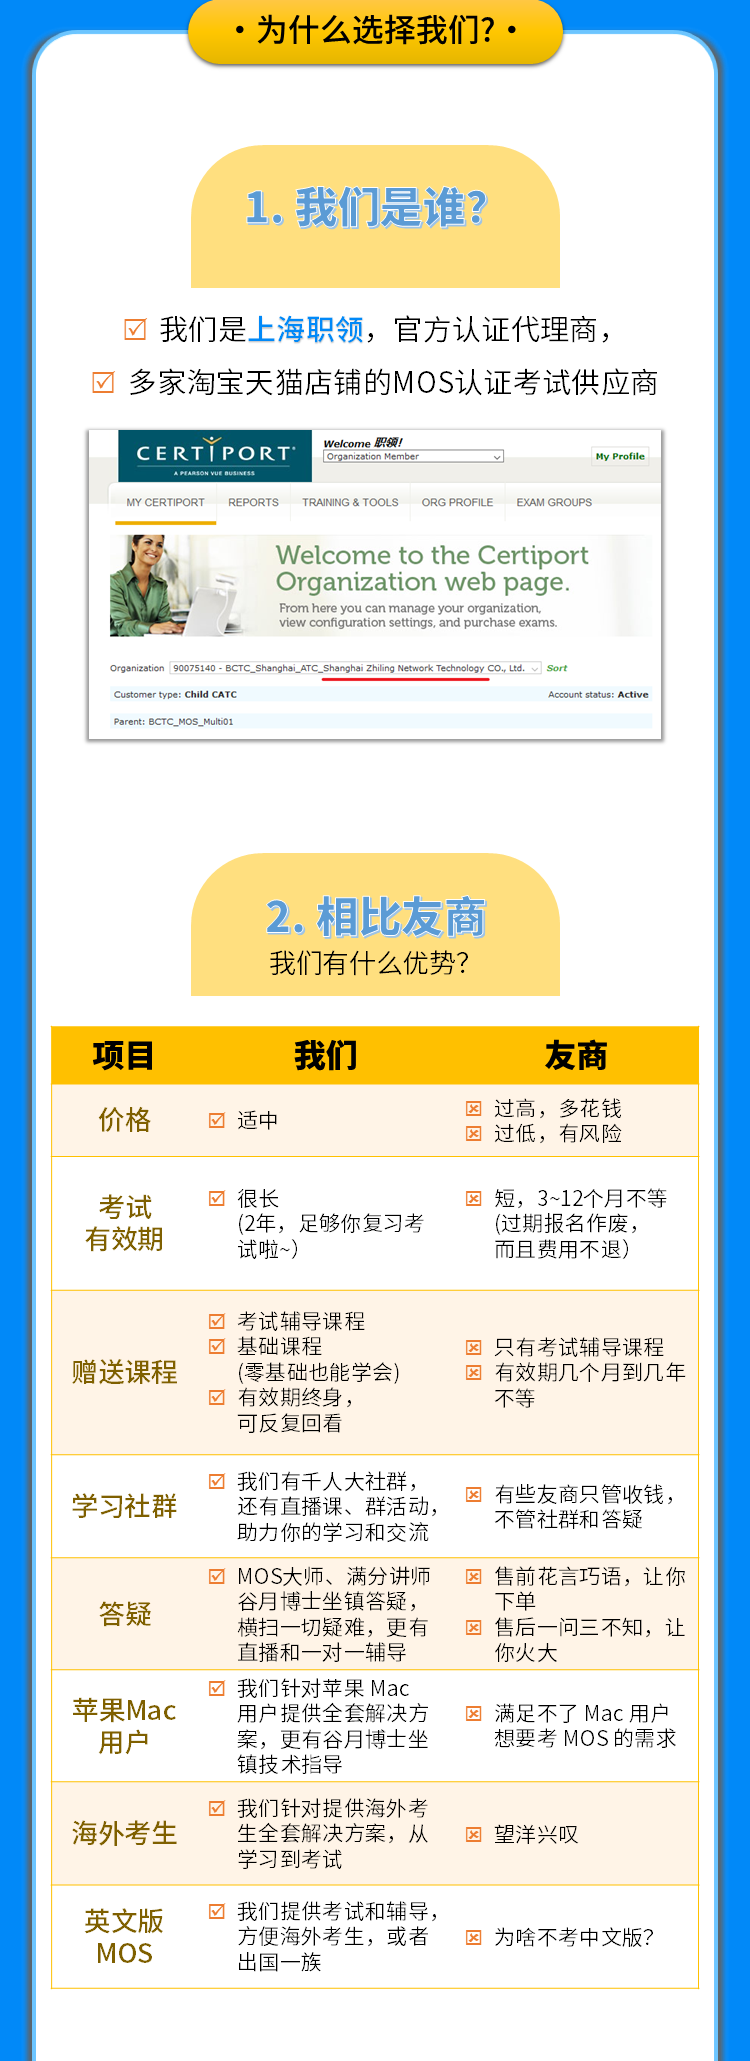 ·为什么选择我们?·
1. 我们是谁?
我们是上海职领，官方认证代理商，
多家淘宝天猫店铺的MOS认证考试供应商
CERTIPORT
A PEARSON VUE BUSINESS
Welcome 职领!
Organization Member
My Profile
MY CERTIPORT REPORTS TRAINING & TOOLS ORG PROFILE EXAM GROUPS
Welcome to the Certiport
Organization web page.
From here you can manage your organization,
view configuration settings, and purchase exams.
Organization 90075140 - BCTC_Shanghai_ATC_Shanghai Zhiling Network Technology CO., Ltd. Sort
Customer type: Child CATC Account status: Active
Parent: BCTC_MOS_Multi01
2. 相比友商
我们有什么优势?
项目 我们 友商
价格
适中
过高，多花钱
过低，有风险
考试
有效期
很长
(2年，足够你复习考
试啦~）
短，3~12个月不等
(过期报名作废，
而且费用不退）
赠送课程
考试辅导课程
基础课程
(零基础也能学会)
有效期终身，
可反复回看
只有考试辅导课程
有效期几个月到几年
不等
学习社群
我们有千人大社群，
还有直播课、群活动，
助力你的学习和交流
有些友商只管收钱，
不管社群和答疑
答疑
MOS大师、满分讲师
谷月博士坐镇答疑，
横扫一切疑难，更有
直播和一对一辅导
售前花言巧语，让你
下单
售后一问三不知，让
你火大
苹果Mac
用户
我们针对苹果 Mac
用户提供全套解决方
案，更有谷月博士坐
镇技术指导
满足不了 Mac 用户
想要考 MOS 的需求
海外考生
我们针对提供海外考
生全套解决方案，从
学习到考试
望洋兴叹
英文版
MOS
我们提供考试和辅导，
方便海外考生，或者
出国一族
为啥不考中文版?